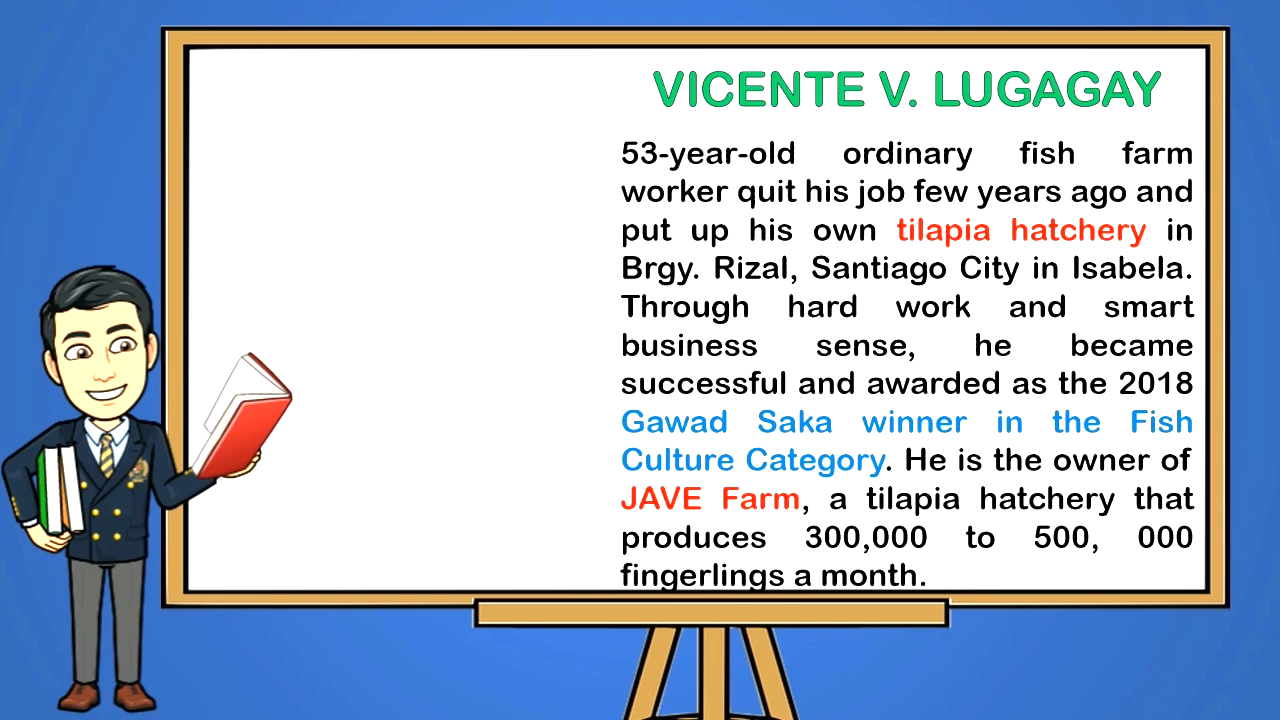 VICENTE V. LUGAGAY
53-year-old ordinary fish farm
worker quit his job few years ago and
put up his own tilapia hatchery in
Brgy. Rizal, Santiago City in Isabela.
Through hard work and smart
business sense, he became
successful and awarded as the 2018
Gawad Saka winner in the Fish
Culture Category. He is the owner of
JAVE Farm, a tilapia hatchery that
produces 300,000 to 500, 000
fingerlings a month.